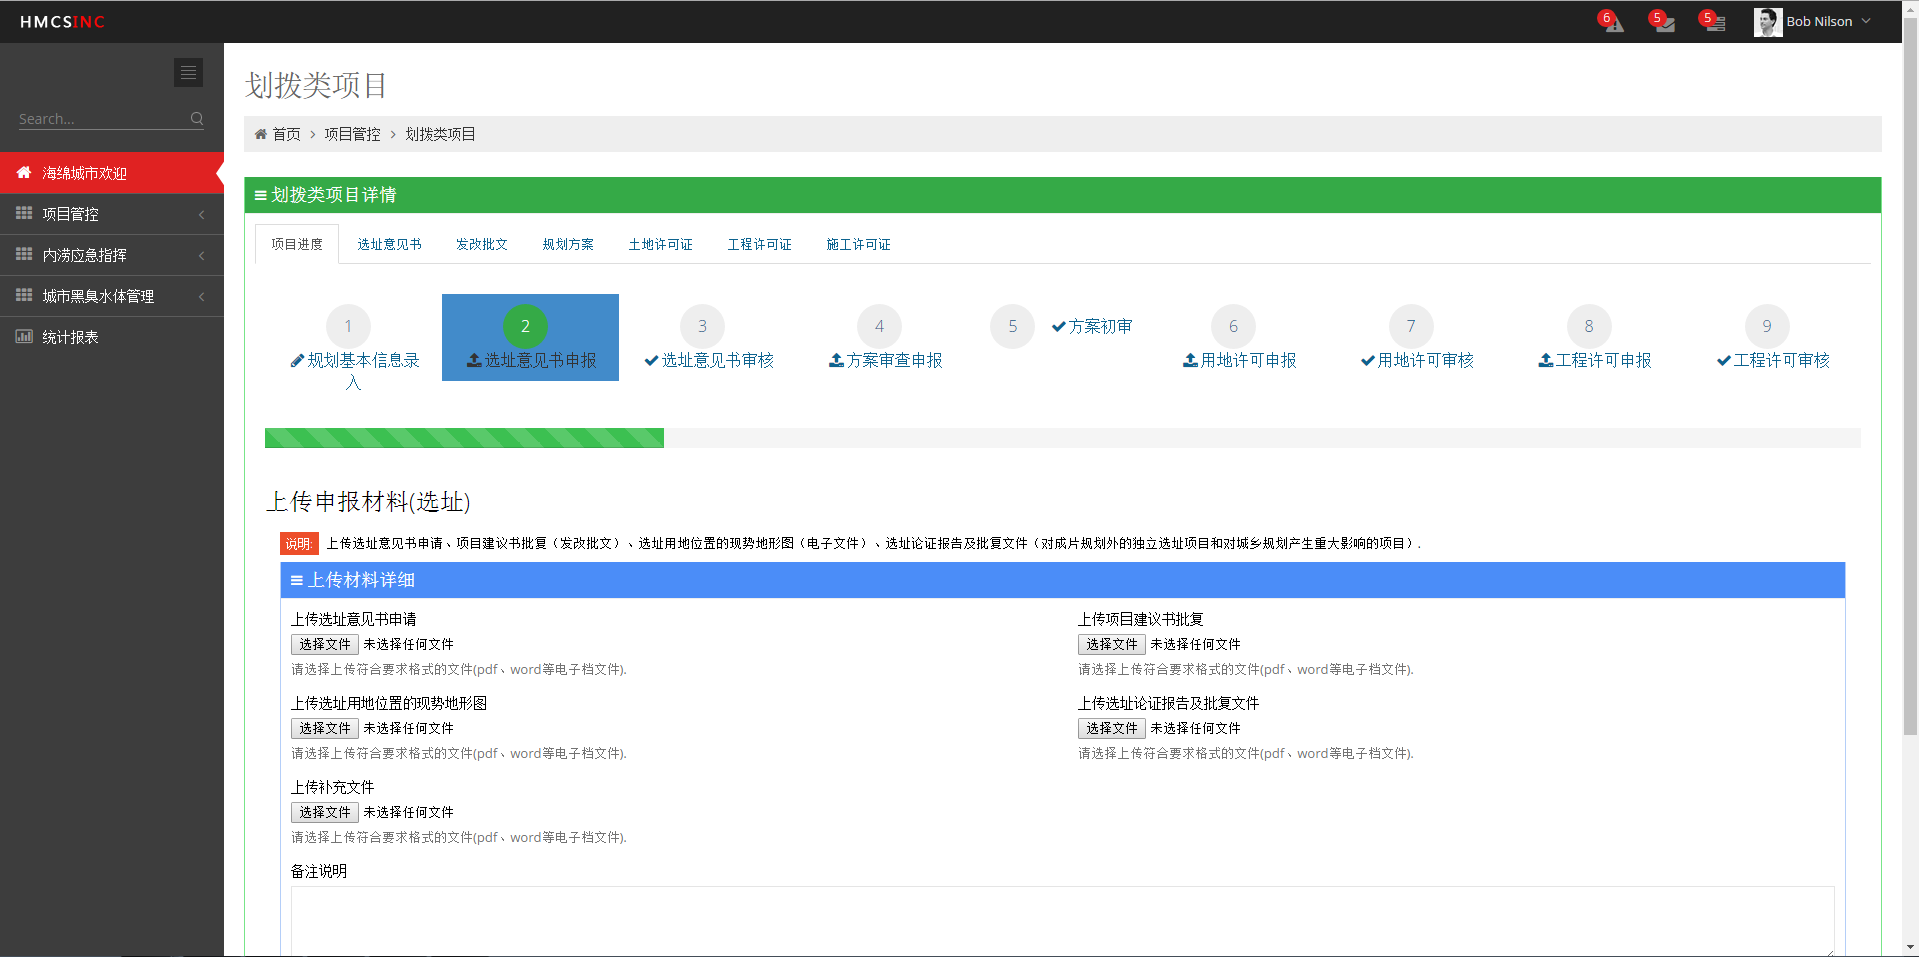 HMCSINC
6
5
5
Bob Nilson
Search...
海绵城市欢迎
项目管控
内涝应急指挥
城市黑臭水体管理
统计报表
划拨类项目
首页 > 项目管控 > 划拨类项目
划拨类项目详情
项目进度 选址意见书 发改批文 规划方案 土地许可证 工程许可证 施工许可证
1
规划基本信息录
入
2
选址意见书申报
3
选址意见书审核
4
方案审查申报
5 方案初审
6
用地许可申报
7
用地许可审核
8
工程许可申报
9
工程许可审核
上传申报材料(选址)
说明: 上传选址意见书申请、项目建议书批复（发改批文）、选址用地位置的现势地形图（电子文件）、选址论证报告及批复文件（对成片规划外的独立选址项目和对城乡规划产生重大影响的项目）.
上传材料详细
上传选址意见书申请
选择文件 未选择任何文件
请选择上传符合要求格式的文件(pdf、word等电子档文件).
上传项目建议书批复
选择文件 未选择任何文件
请选择上传符合要求格式的文件(pdf、word等电子档文件).
上传选址用地位置的现势地形图
选择文件 未选择任何文件
请选择上传符合要求格式的文件(pdf、word等电子档文件).
上传选址论证报告及批复文件
选择文件 未选择任何文件
请选择上传符合要求格式的文件(pdf、word等电子档文件).
上传补充文件
选择文件 未选择任何文件
请选择上传符合要求格式的文件(pdf、word等电子档文件).
备注说明